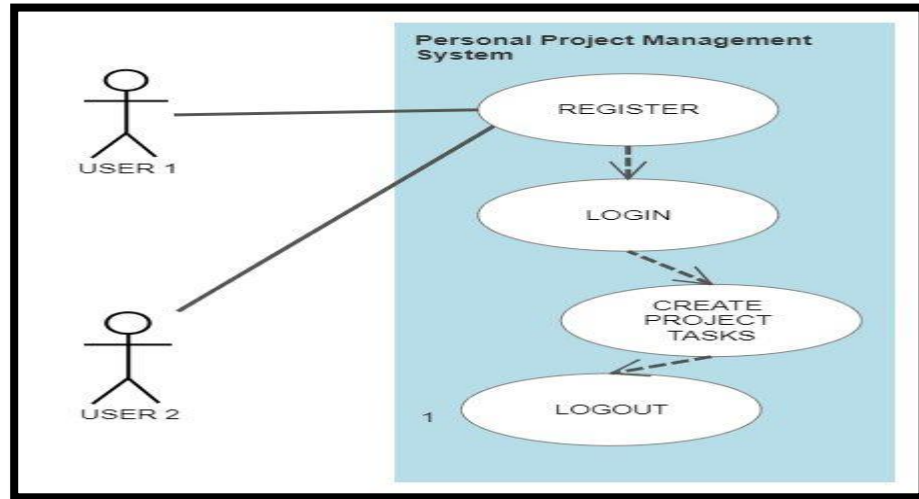 Personal Project Management
System
REGISTER
USER 1
LOGIN
CREATE
PROJECT
TASKS
USER 2
1
LOGOUT